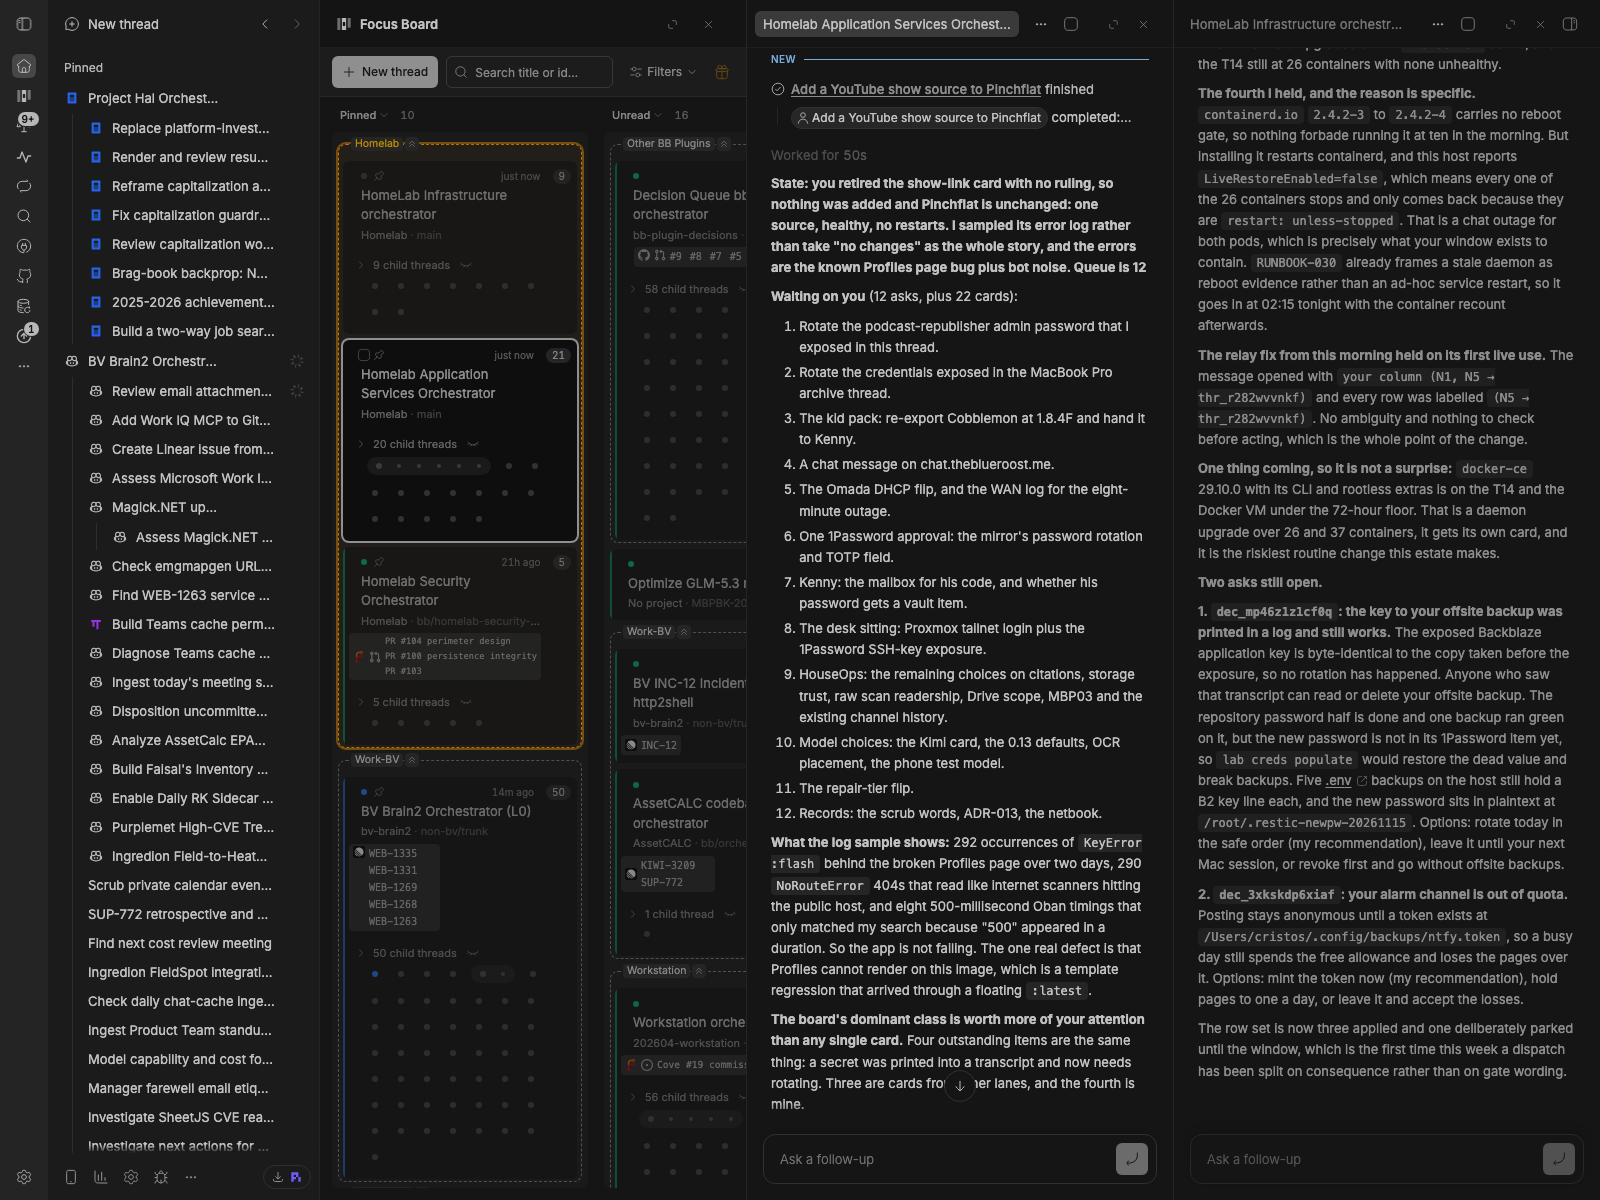 New thread
Pinned
Project Hal Orchest...
Replace platform-invest...
Render and review resu...
Reframe capitalization a...
Fix capitalization guardr...
Review capitalization wo...
Brag-book backprop: N...
2025-2026 achievement...
Build a two-way job sear...
BV Brain2 Orchestr...
Review email attachmen...
Add Work IQ MCP to Git...
Create Linear issue from...
Assess Microsoft Work I...
Magick.NET up...
Assess Magick.NET ...
Check emgmapgen URL...
Find WEB-1263 service ...
Build Teams cache perm...
Diagnose Teams cache ...
Ingest today's meeting s...
Disposition uncommitte...
Analyze AssetCalc EPA...
Build Faisal's Inventory ...
Enable Daily RK Sidecar ...
Purplemet High-CVE Tre...
Ingredion Field-to-Heat...
Scrub private calendar even...
SUP-772 retrospective and ...
Find next cost review meeting
Ingredion FieldSpot integrati...
Check daily chat-cache inge...
Ingest Product Team standu...
Model capability and cost fo...
Manager farewell email etiq...
Investigate SheetJS CVE rea...
Investigate next actions for ...
9+
1
Focus Board
New thread
Search title or id...
Filters
Pinned 10
Homelab
just now 9
HomeLab Infrastructure
orchestrator
Homelab · main
9 child threads
just now 21
Homelab Application
Services Orchestrator
Homelab · main
20 child threads
21h ago 5
Homelab Security
Orchestrator
Homelab · bb/homelab-security-...
PR #104 perimeter design
PR #100 persistence integrity
PR #103
5 child threads
Work-BV
14m ago 50
BV Brain2 Orchestrator (L0)
bv-brain2 · non-bv/trunk
WEB-1335
WEB-1331
WEB-1269
WEB-1268
WEB-1263
50 child threads
Unread 16
Other BB Plugins
Decision Queue bb
orchestrator
bb-plugin-decisions ·
#9 #8 #7 #5
58 child threads
Optimize GLM-5.3 r
No project · MBPBK-20
Work-BV
BV INC-12 Incident
http2shell
bv-brain2 · non-bv/tru
INC-12
AssetCALC codeba
orchestrator
AssetCALC · bb/orche
KIWI-3209
SUP-772
1 child thread
Workstation
Workstation orche
202604-workstation ·
Cove #19 commiss
56 child threads
Homelab Application Services Orchest...
NEW
Add a YouTube show source to Pinchflat finished
Add a YouTube show source to Pinchflat completed:...
Worked for 50s
State: you retired the show-link card with no ruling, so
nothing was added and Pinchflat is unchanged: one
source, healthy, no restarts. I sampled its error log rather
than take "no changes" as the whole story, and the errors
are the known Profiles page bug plus bot noise. Queue is 12
Waiting on you (12 asks, plus 22 cards):
1. Rotate the podcast-republisher admin password that I
exposed in this thread.
2. Rotate the credentials exposed in the MacBook Pro
archive thread.
3. The kid pack: re-export Cobblemon at 1.8.4F and hand it
to Kenny.
4. A chat message on chat.theblueroost.me.
5. The Omada DHCP flip, and the WAN log for the eight-
minute outage.
6. One 1Password approval: the mirror's password rotation
and TOTP field.
7. Kenny: the mailbox for his code, and whether his
password gets a vault item.
8. The desk sitting: Proxmox tailnet login plus the
1Password SSH-key exposure.
9. HouseOps: the remaining choices on citations, storage
trust, raw scan readership, Drive scope, MBP03 and the
existing channel history.
10. Model choices: the Kimi card, the 0.13 defaults, OCR
placement, the phone test model.
11. The repair-tier flip.
12. Records: the scrub words, ADR-013, the netbook.
What the log sample shows: 292 occurrences of KeyError
:flash behind the broken Profiles page over two days, 290
NoRouteError 404s that read like internet scanners hitting
the public host, and eight 500-millisecond Oban timings that
only matched my search because "500" appeared in a
duration. So the app is not failing. The one real defect is that
Profiles cannot render on this image, which is a template
regression that arrived through a floating :latest.
The board's dominant class is worth more of your attention
than any single card. Four outstanding items are the same
thing: a secret was printed into a transcript and now needs
rotating. Three are cards from her lanes, and the fourth is
mine.
Ask a follow-up
HomeLab Infrastructure orchestr...
the T14 still at 26 containers with none unhealthy.
The fourth I held, and the reason is specific.
containerd.io 2.4.2-3 to 2.4.2-4 carries no reboot
gate, so nothing forbade running it at ten in the morning. But
installing it restarts containerd, and this host reports
LiveRestoreEnabled=false, which means every one of
the 26 containers stops and only comes back because they
are restart: unless-stopped. That is a chat outage for
both pods, which is precisely what your window exists to
contain. RUNBOOK-030 already frames a stale daemon as
reboot evidence rather than an ad-hoc service restart, so it
goes in at 02:15 tonight with the container recount
afterwards.
The relay fix from this morning held on its first live use. The
message opened with your column (N1, N5 →
thr_r282wvvnkf) and every row was labelled (N5 →
thr_r282wvvnkf). No ambiguity and nothing to check
before acting, which is the whole point of the change.
One thing coming, so it is not a surprise: docker-ce
29.10.0 with its CLI and rootless extras is on the T14 and the
Docker VM under the 72-hour floor. That is a daemon
upgrade over 26 and 37 containers, it gets its own card, and
it is the riskiest routine change this estate makes.
Two asks still open.
1. dec_mp46z1z1cf0q: the key to your offsite backup was
printed in a log and still works. The exposed Backblaze
application key is byte-identical to the copy taken before the
exposure, so no rotation has happened. Anyone who saw
that transcript can read or delete your offsite backup. The
repository password half is done and one backup ran green
on it, but the new password is not in its 1Password item yet,
so lab creds populate would restore the dead value and
break backups. Five .env backups on the host still hold a
B2 key line each, and the new password sits in plaintext at
/root/.restic-newpw-20261115. Options: rotate today in
the safe order (my recommendation), leave it until your next
Mac session, or revoke first and go without offsite backups.
2. dec_3xkskdp6xiaf: your alarm channel is out of quota.
Posting stays anonymous until a token exists at
/Users/cristos/.config/backups/ntfy.token, so a busy
day still spends the free allowance and loses the pages over
it. Options: mint the token now (my recommendation), hold
pages to one a day, or leave it and accept the losses.
The row set is now three applied and one deliberately parked
until the window, which is the first time this week a dispatch
has been split on consequence rather than on gate wording.
Ask a follow-up